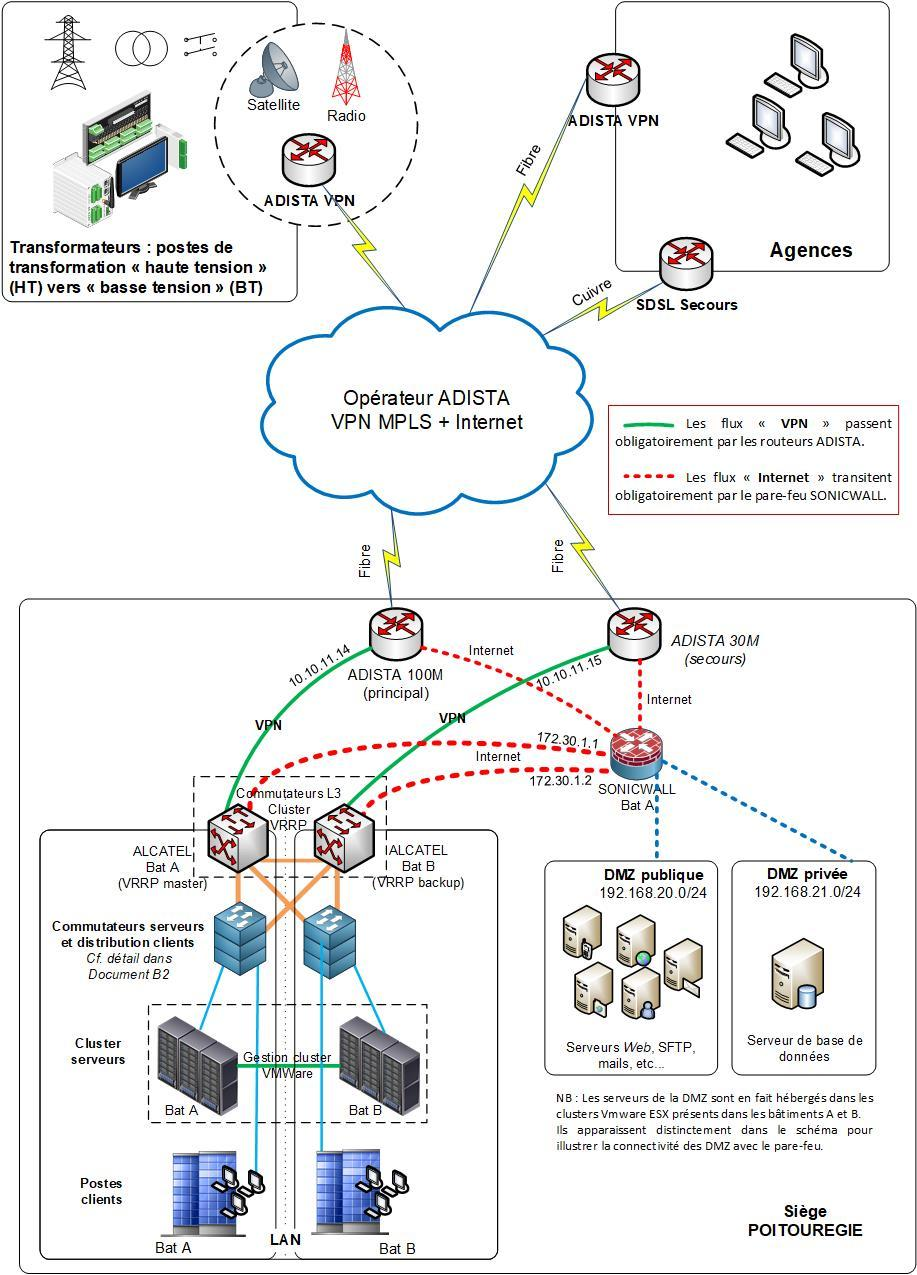 Satellite
Radio
ADISTA VPN
Transformateurs : postes de
transformation « haute tension »
(HT) vers « basse tension » (BT)
ADISTA VPN
Fibre
Agences
Cuivre
SDSL Secours
Opérateur ADISTA
VPN MPLS + Internet
Les flux « VPN » passent
obligatoirement par les routeurs ADISTA.
Les flux « Internet » transitent
obligatoirement par le pare-feu SONICWALL.
Fibre
Fibre
ADISTA 100M
(principal)
ADISTA 30M
(secours)
10.10.11.14
Internet
10.10.11.15
Internet
VPN
VPN
172.30.1.1
Internet
172.30.1.2
SONICWALL
Bat A
Commutateurs L3
Cluster
VRRP
ALCATEL
Bat A
(VRRP master)
ALCATEL
Bat B
(VRRP backup)
DMZ publique
192.168.20.0/24
Serveurs Web, SFTP,
mails, etc...
DMZ privée
192.168.21.0/24
Serveur de base de
données
Commutateurs serveurs
et distribution clients
Cf. détail dans
Document B2
Cluster
serveurs
Gestion cluster
VMWare
Bat A
Bat B
NB : Les serveurs de la DMZ sont en fait hébergés dans les
clusters Vmware ESX présents dans les bâtiments A et B.
Ils apparaissent distinctement dans le schéma pour
illustrer la connectivité des DMZ avec le pare-feu.
Postes
clients
Bat A
LAN
Bat B
Siège
POITOUREGIE